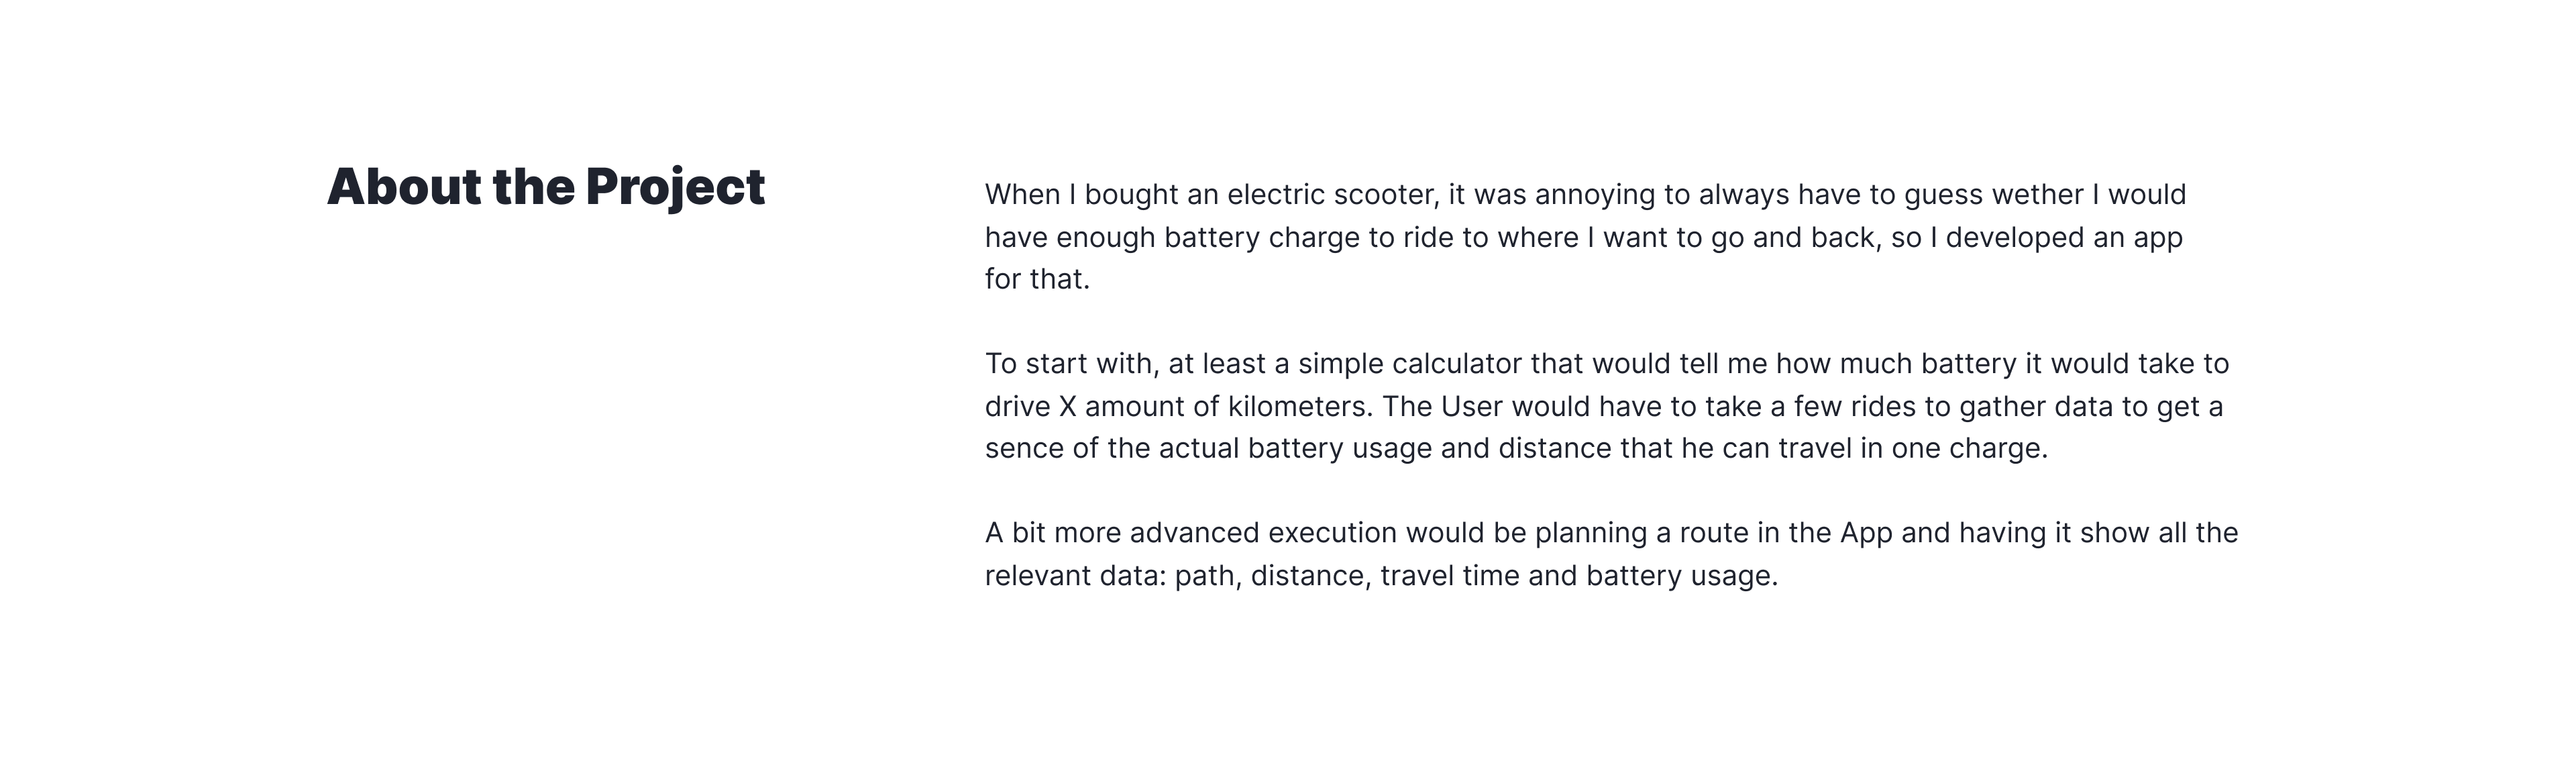 About the Project
When I bought an electric scooter, it was annoying to always have to guess wether I would
have enough battery charge to ride to where I want to go and back, so I developed an app
for that.
To start with, at least a simple calculator that would tell me how much battery it would take to
drive X amount of kilometers. The User would have to take a few rides to gather data to get a
sence of the actual battery usage and distance that he can travel in one charge.
A bit more advanced execution would be planning a route in the App and having it show all the
relevant data: path, distance, travel time and battery usage.